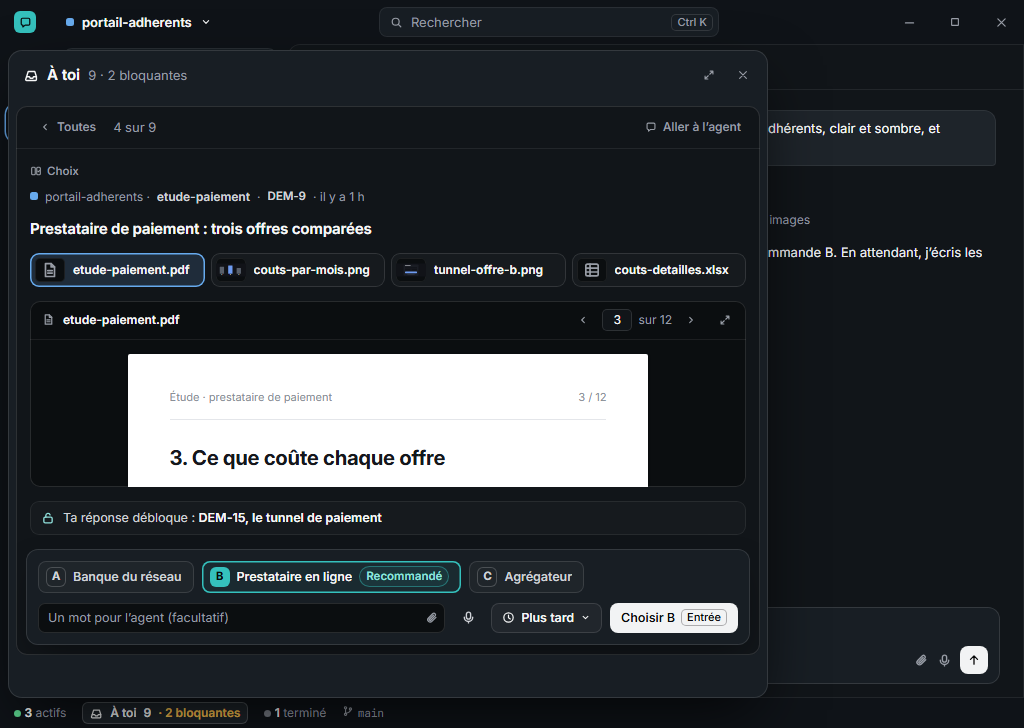 portail-adherents
Rechercher
Ctrl K
À toi 9 · 2 bloquantes
Toutes 4 sur 9
Aller à l’agent
Choix
portail-adherents · etude-paiement · DEM-9 · il y a 1 h
Prestataire de paiement : trois offres comparées
etude-paiement.pdf
couts-par-mois.png
tunnel-offre-b.png
couts-detailles.xlsx
etude-paiement.pdf
3 sur 12
Étude · prestataire de paiement
3 / 12
3. Ce que coûte chaque offre
Ta réponse débloque : DEM-15, le tunnel de paiement
A Banque du réseau
B Prestataire en ligne Recommandé
C Agrégateur
Un mot pour l’agent (facultatif)
Plus tard
Choisir B Entrée
dhérents, clair et sombre, et
images
mmande B. En attendant, j’écris les
3 actifs
À toi 9 · 2 bloquantes
1 terminé
main